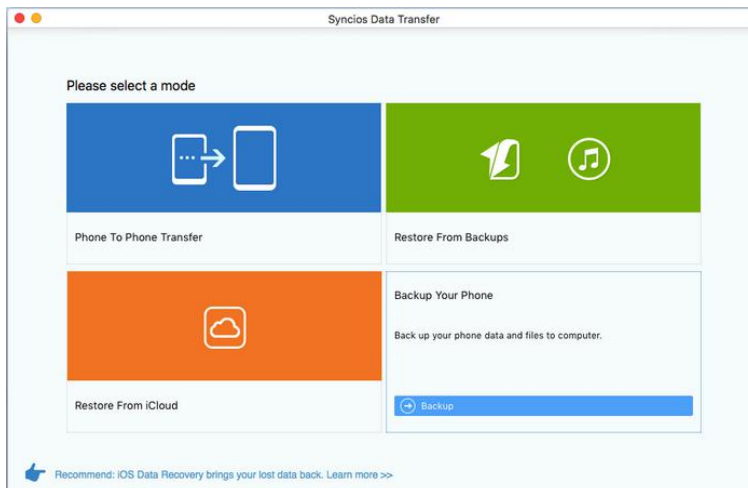 Syncios Data Transfer
Please select a mode
Phone To Phone Transfer
Restore From Backups
Restore From iCloud
Backup Your Phone
Back up your phone data and files to computer.
Backup
Recommend: iOS Data Recovery brings your lost data back. Learn more >>